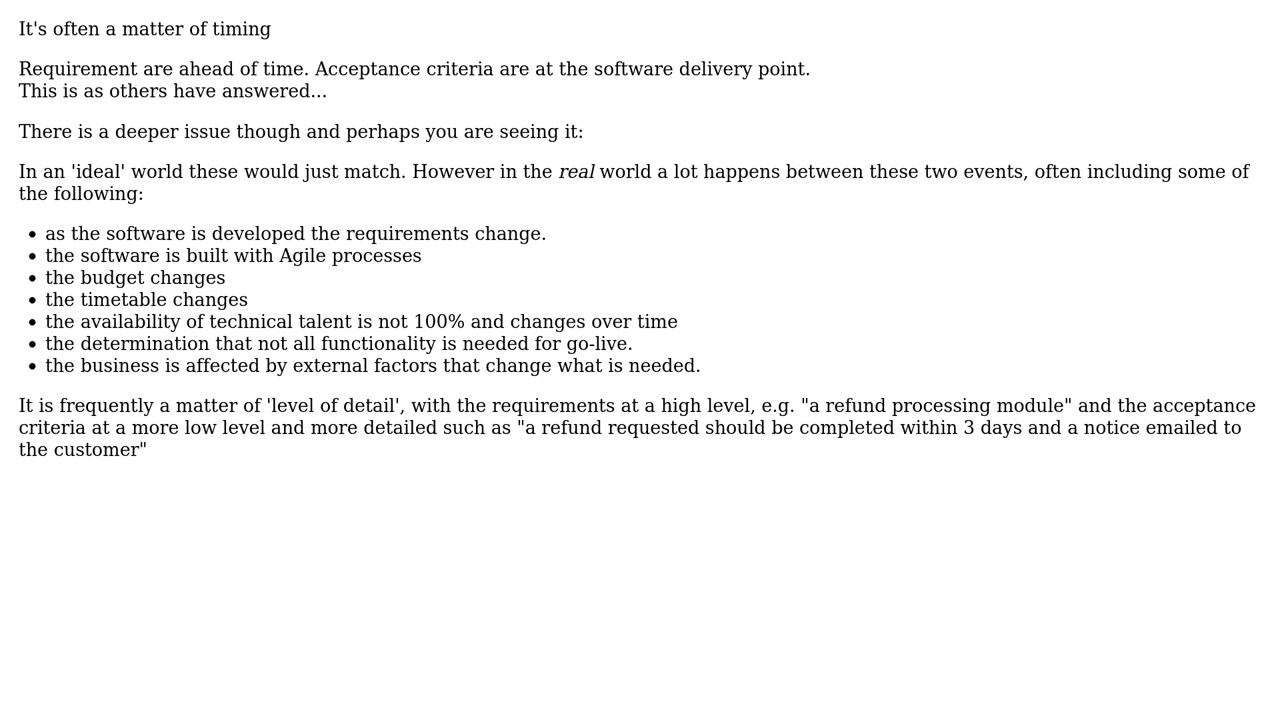 It's often a matter of timing
Requirement are ahead of time. Acceptance criteria are at the software delivery point.
This is as others have answered...
There is a deeper issue though and perhaps you are seeing it:
In an 'ideal' world these would just match. However in the real world a lot happens between these two events, often including some of
the following:
• as the software is developed the requirements change.
• the software is built with Agile processes
• the budget changes
• the timetable changes
• the availability of technical talent is not 100% and changes over time
• the determination that not all functionality is needed for go-live.
• the business is affected by external factors that change what is needed.
It is frequently a matter of 'level of detail', with the requirements at a high level, e.g. "a refund processing module" and the acceptance
criteria at a more low level and more detailed such as "a refund requested should be completed within 3 days and a notice emailed to
the customer"